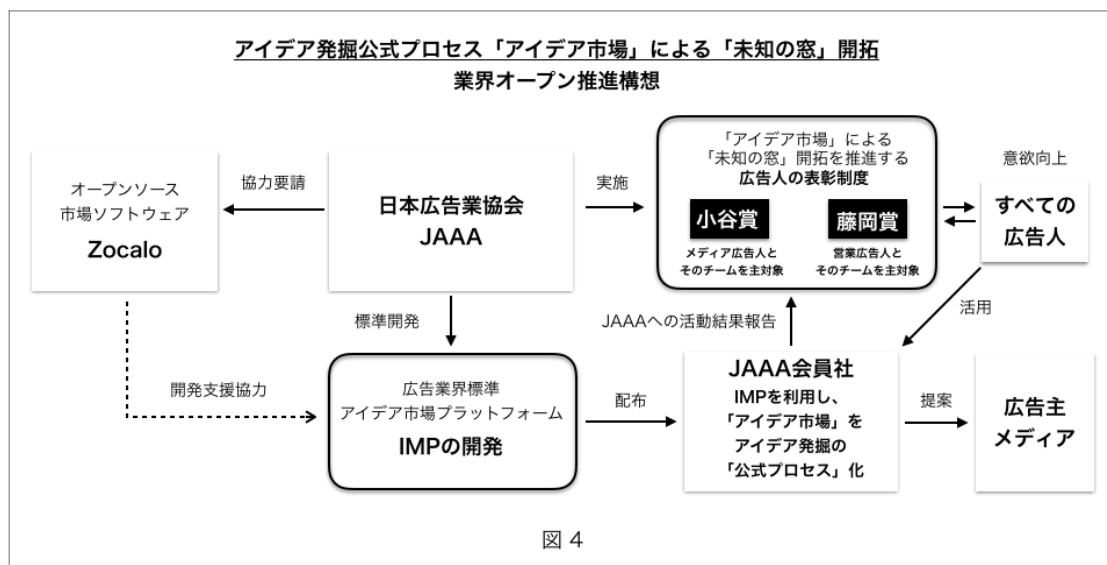 アイデア発掘公式プロセス「アイデア市場」による「未知の窓」開拓
業界オープン推進構想
オープンソース
市場ソフトウェア
Zocalo
協力要請
日本広告業協会
JAAA
実施
「アイデア市場」による
「未知の窓」開拓を推進する
広告人の表彰制度
小谷賞
メディア広告人と
そのチームを主対象
藤岡賞
営業広告人と
そのチームを主対象
意欲向上
すべての
広告人
標準開発
JAAAへの活動結果報告
活用
開発支援協力
広告業界標準
アイデア市場プラットフォーム
IMPの開発
配布
JAAA会員社
IMPを利用し、
「アイデア市場」を
アイデア発掘の
「公式プロセス」化
提案
広告主
メディア
図 4